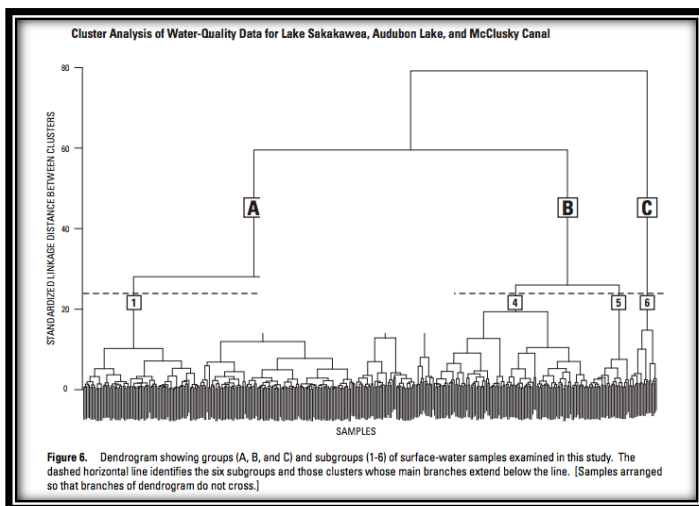 Cluster Analysis of Water-Quality Data for Lake Sakakawea, Audubon Lake, and McClusky Canal
80
60
40
20
0
STANDARDIZED LINKAGE DISTANCE BETWEEN CLUSTERS
A
B
C
1
4
5
6
SAMPLES
Figure 6. Dendrogram showing groups (A, B, and C) and subgroups (1-6) of surface-water samples examined in this study. The
dashed horizontal line identifies the six subgroups and those clusters whose main branches extend below the line. [Samples arranged
so that branches of dendrogram do not cross.]